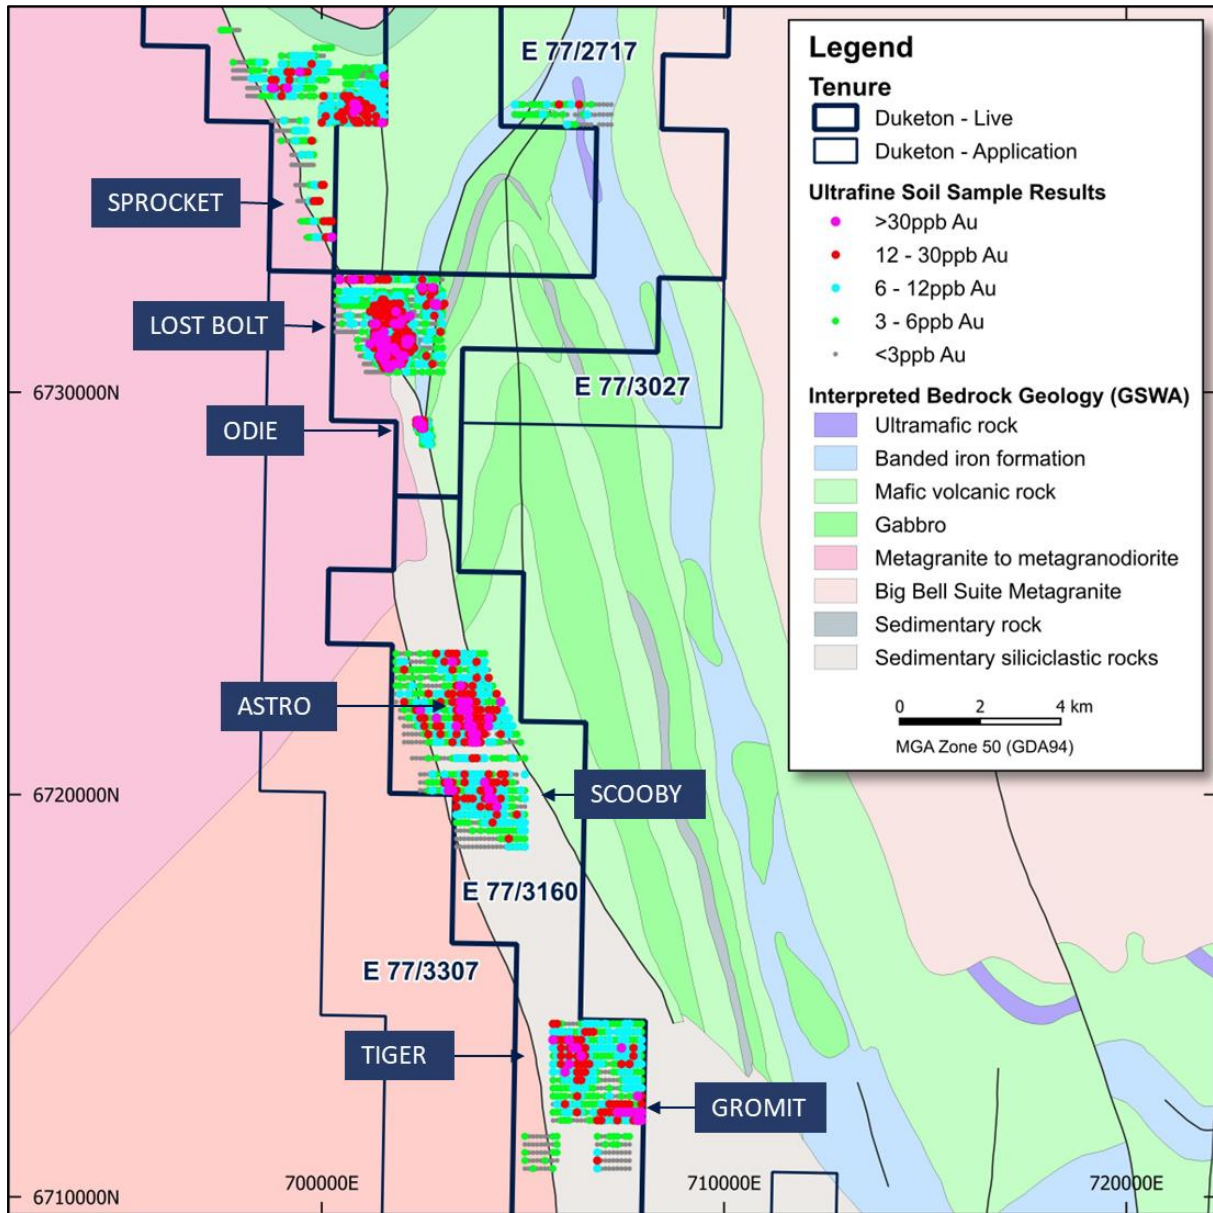 E 77/2717
SPROCKET
LOST BOLT
6730000N
E 77/3027
ODIE
ASTRO
SCOOBY
6720000N
E 77/3160
E 77/3307
TIGER
GROMIT
700000E
710000E
720000E
6710000N
Legend
Tenure
Duketon - Live
Duketon - Application
Ultrafine Soil Sample Results
>30ppb Au
12 - 30ppb Au
6 - 12ppb Au
3 - 6ppb Au
<3ppb Au
Interpreted Bedrock Geology (GSWA)
Ultramafic rock
Banded iron formation
Mafic volcanic rock
Gabbro
Metagranite to metagranodiorite
Big Bell Suite Metagranite
Sedimentary rock
Sedimentary siliciclastic rocks
0 2 4 km
MGA Zone 50 (GDA94)